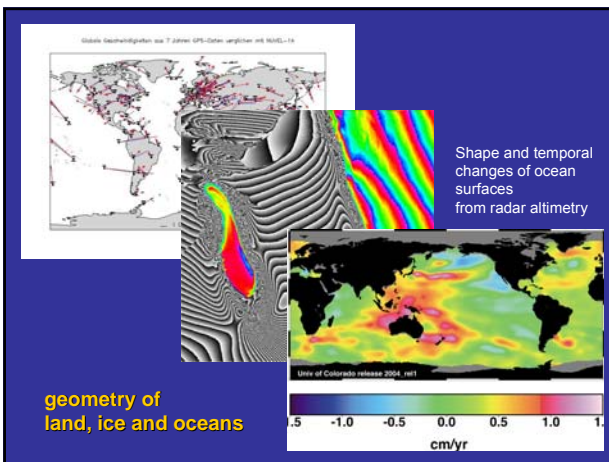 Globale Geschwindigkeiten aus 7 Jahren GPS-Daten verglichen mit NUVEL-1A
Shape and temporal
changes of ocean
surfaces
from radar altimetry
Univ of Colorado release 2004_rel1
.5 -1.0 -0.5 0.0 0.5 1.0 1.
cm/yr
geometry of
land, ice and oceans